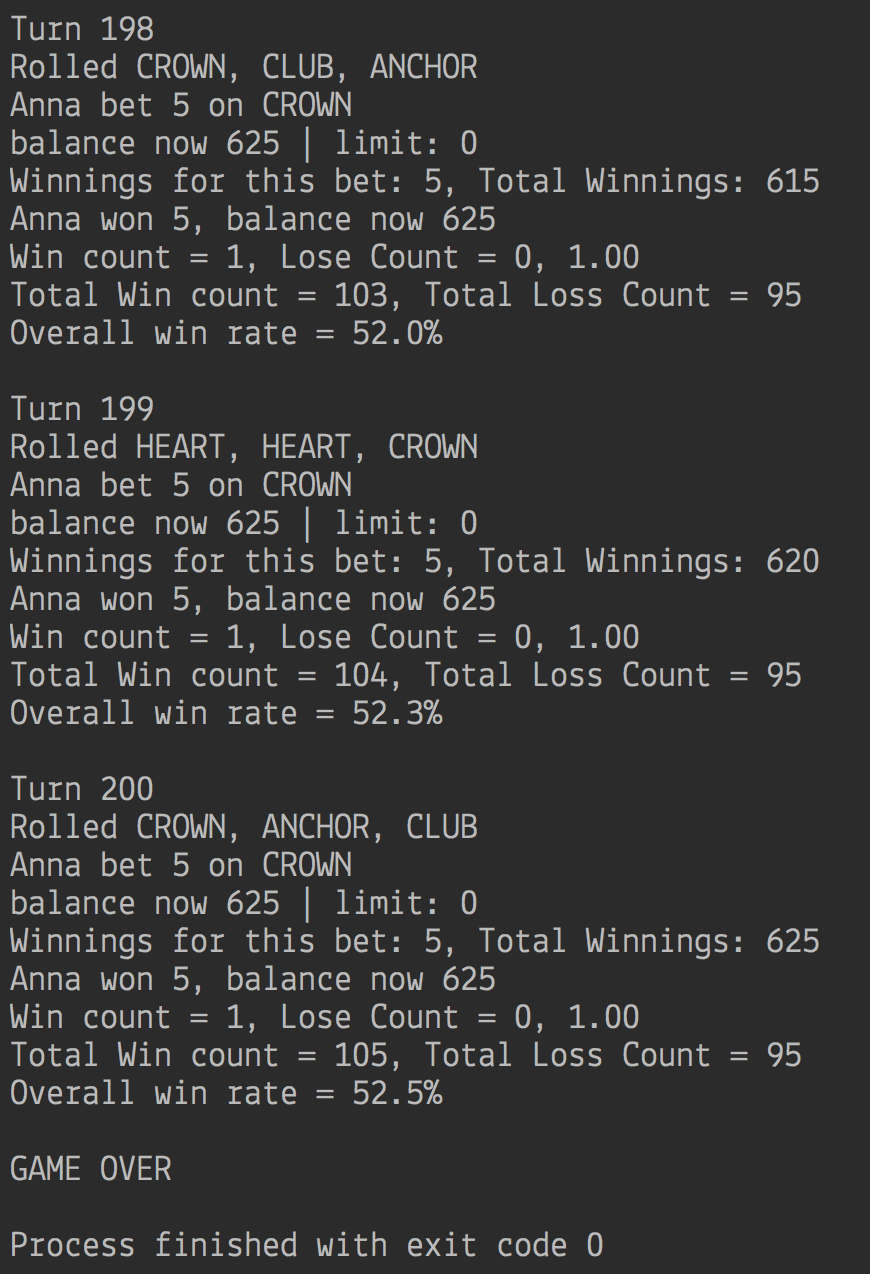 Turn 198
Rolled CROWN, CLUB, ANCHOR
Anna bet 5 on CROWN
balance now 625 | limit: 0
Winnings for this bet: 5, Total Winnings: 615
Anna won 5, balance now 625
Win count = 1, Lose Count = 0, 1.00
Total Win count = 103, Total Loss Count = 95
Overall win rate = 52.0%

Turn 199
Rolled HEART, HEART, CROWN
Anna bet 5 on CROWN
balance now 625 | limit: 0
Winnings for this bet: 5, Total Winnings: 620
Anna won 5, balance now 625
Win count = 1, Lose Count = 0, 1.00
Total Win count = 104, Total Loss Count = 95
Overall win rate = 52.3%

Turn 200
Rolled CROWN, ANCHOR, CLUB
Anna bet 5 on CROWN
balance now 625 | limit: 0
Winnings for this bet: 5, Total Winnings: 625
Anna won 5, balance now 625
Win count = 1, Lose Count = 0, 1.00
Total Win count = 105, Total Loss Count = 95
Overall win rate = 52.5%

GAME OVER

Process finished with exit code 0